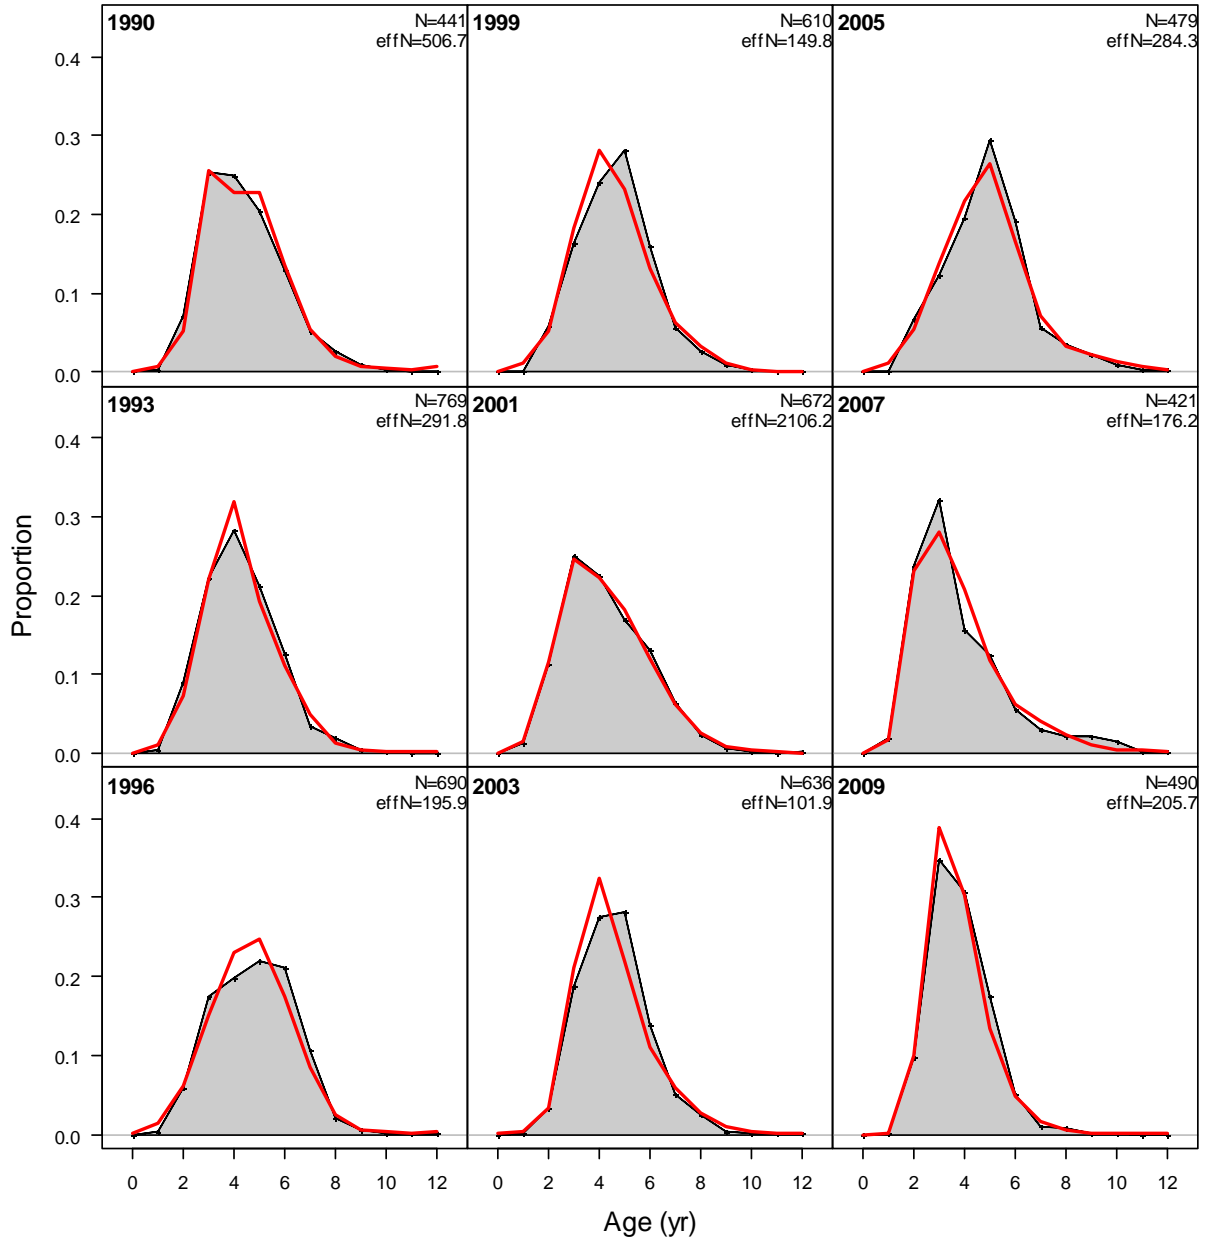 1990
N=441
effN=506.7
1999
N=610
effN=149.8
2005
N=479
effN=284.3
0.4
0.3
0.2
0.1
0.0
1993
N=769
effN=291.8
2001
N=672
effN=2106.2
2007
N=421
effN=176.2
0.4
0.3
0.2
0.1
0.0
Proportion
1996
N=690
effN=195.9
2003
N=636
effN=101.9
2009
N=490
effN=205.7
0.4
0.3
0.2
0.1
0.0
0 2 4 6 8 10 12
0 2 4 6 8 10 12
0 2 4 6 8 10 12
Age (yr)